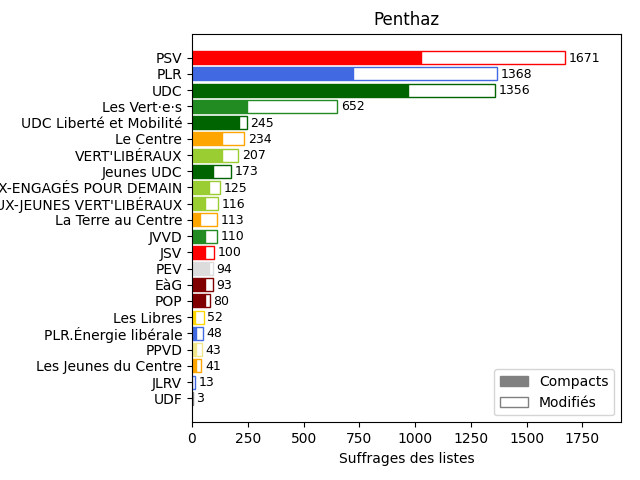 Penthaz
PSV 1671
PLR 1368
UDC 1356
Les Vert·e·s 652
UDC Liberté et Mobilité 245
Le Centre 234
VERT'LIBÉRAUX 207
Jeunes UDC 173
X-ENGAGÉS POUR DEMAIN 125
UX-JEUNES VERT'LIBÉRAUX 116
La Terre au Centre 113
JVVD 110
JSV 100
PEV 94
EàG 93
POP 80
Les Libres 52
PLR.Énergie libérale 48
PPVD 43
Les Jeunes du Centre 41
JLRV 13
UDF 3
Compacts
Modifiés
0 250 500 750 1000 1250 1500 1750
Suffrages des listes